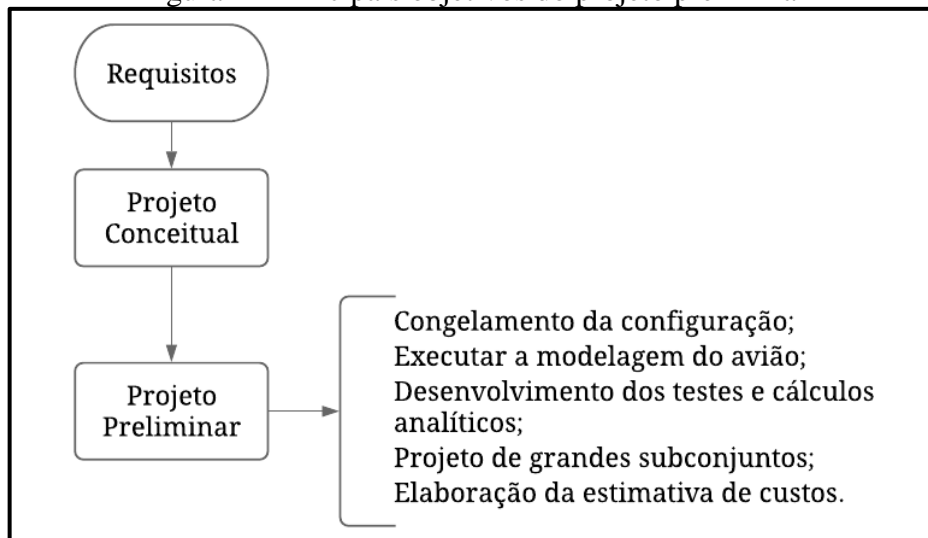 Requisitos
Projeto
Conceitual
Projeto
Preliminar
Congelamento da configuração;
Executar a modelagem do avião;
Desenvolvimento dos testes e cálculos
analíticos;
Projeto de grandes subconjuntos;
Elaboração da estimativa de custos.